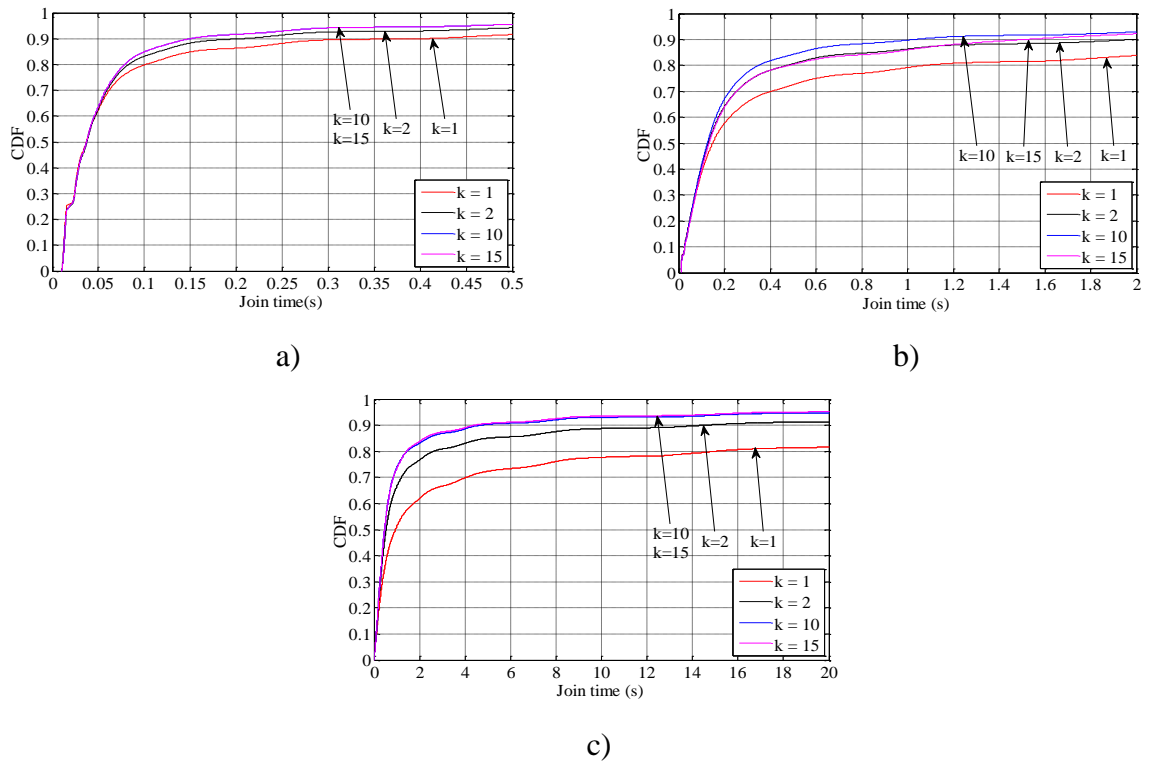 1
0.9
0.8
0.7
0.6
0.5
0.4
0.3
0.2
0.1
0
CDF
0 0.05 0.1 0.15 0.2 0.25 0.3 0.35 0.4 0.45 0.5
Join time(s)
k=10
k=15
k=2
k=1
k = 1
k = 2
k = 10
k = 15
a)
1
0.9
0.8
0.7
0.6
0.5
0.4
0.3
0.2
0.1
0
CDF
0 0.2 0.4 0.6 0.8 1 1.2 1.4 1.6 1.8 2
Join time (s)
k=10
k=15
k=2
k=1
k = 1
k = 2
k = 10
k = 15
b)
1
0.9
0.8
0.7
0.6
0.5
0.4
0.3
0.2
0.1
0
CDF
0 2 4 6 8 10 12 14 16 18 20
Join time (s)
k=10
k=15
k=2
k=1
k = 1
k = 2
k = 10
k = 15
c)